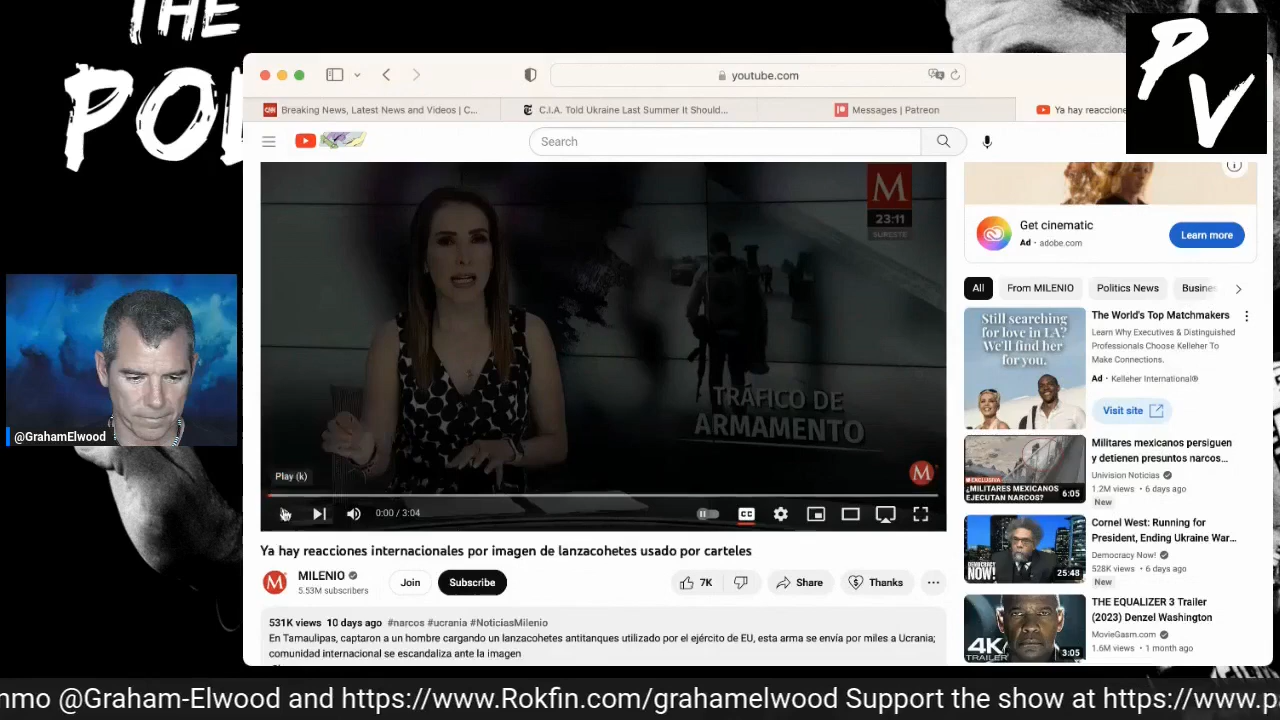 THE
POL
PV
youtube.com
Breaking News, Latest News and Videos | C...
C.I.A. Told Ukraine Last Summer It Should...
Messages | Patreon
Ya hay reaccione
Search
M
23:11
SURESTE
TRÁFICO DE
ARMAMENTO
Play (k)
0:00 / 3:04
CC
Get cinematic
Ad · adobe.com
Learn more
All
From MILENIO
Politics News
Busines
Still searching
for love in LA?
We'll find her
for you.
The World's Top Matchmakers
Learn Why Executives & Distinguished
Professionals Choose Kelleher To
Make Connections.
Ad · Kelleher International®
Visit site
EXCLUSIVA
¿MILITARES MEXICANOS
EJECUTAN NARCOS?
6:05
Militares mexicanos persiguen
y detienen presuntos narcos...
Univision Noticias
1.2M views • 6 days ago
New
DEMOCRACY
NOW!
25:48
Cornel West: Running for
President, Ending Ukraine War...
Democracy Now!
528K views • 6 days ago
New
4K
TRAILER
3:05
THE EQUALIZER 3 Trailer
(2023) Denzel Washington
MovieGasm.com
1.6M views • 1 month ago
@GrahamElwood
Ya hay reacciones internacionales por imagen de lanzacohetes usado por carteles
MILENIO
5.53M subscribers
Join
Subscribe
7K
Share
Thanks
531K views 10 days ago #narcos #ucrania #NoticiasMilenio
En Tamaulipas, captaron a un hombre cargando un lanzacohetes antitanques utilizado por el ejército de EU, esta arma se envía por miles a Ucrania;
comunidad internacional se escandaliza ante la imagen
nmo @Graham-Elwood and https://www.Rokfin.com/grahamelwood Support the show at https://www.p